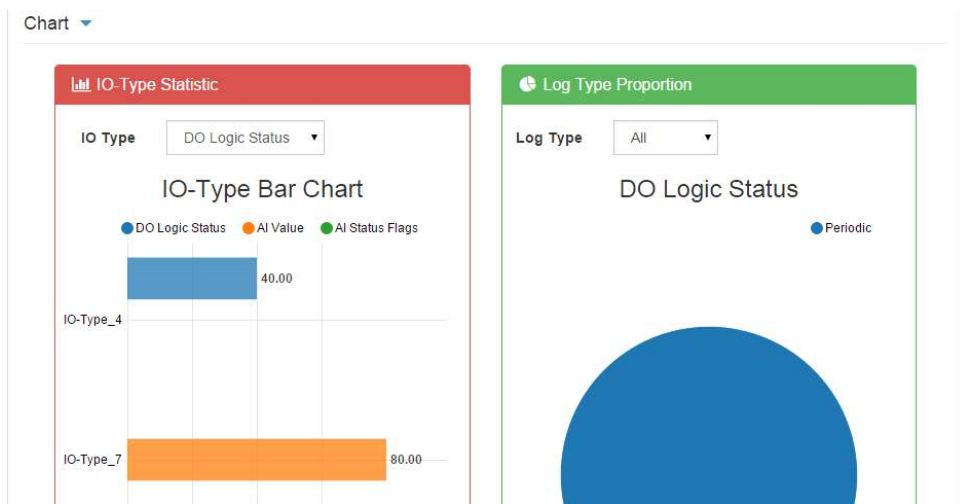 Chart
IO-Type Statistic
IO Type
DO Logic Status
IO-Type Bar Chart
DO Logic Status
AI Value
AI Status Flags
40.00
IO-Type_4
IO-Type_7
80.00
Log Type Proportion
Log Type
All
DO Logic Status
Periodic